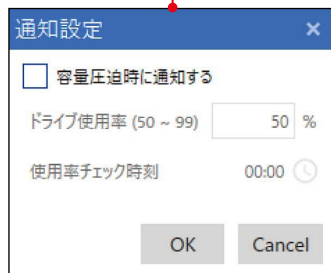 通知設定 ×
容量圧迫時に通知する
ドライブ使用率 (50 ~ 99) 50 %
使用率チェック時刻 00:00
OK Cancel